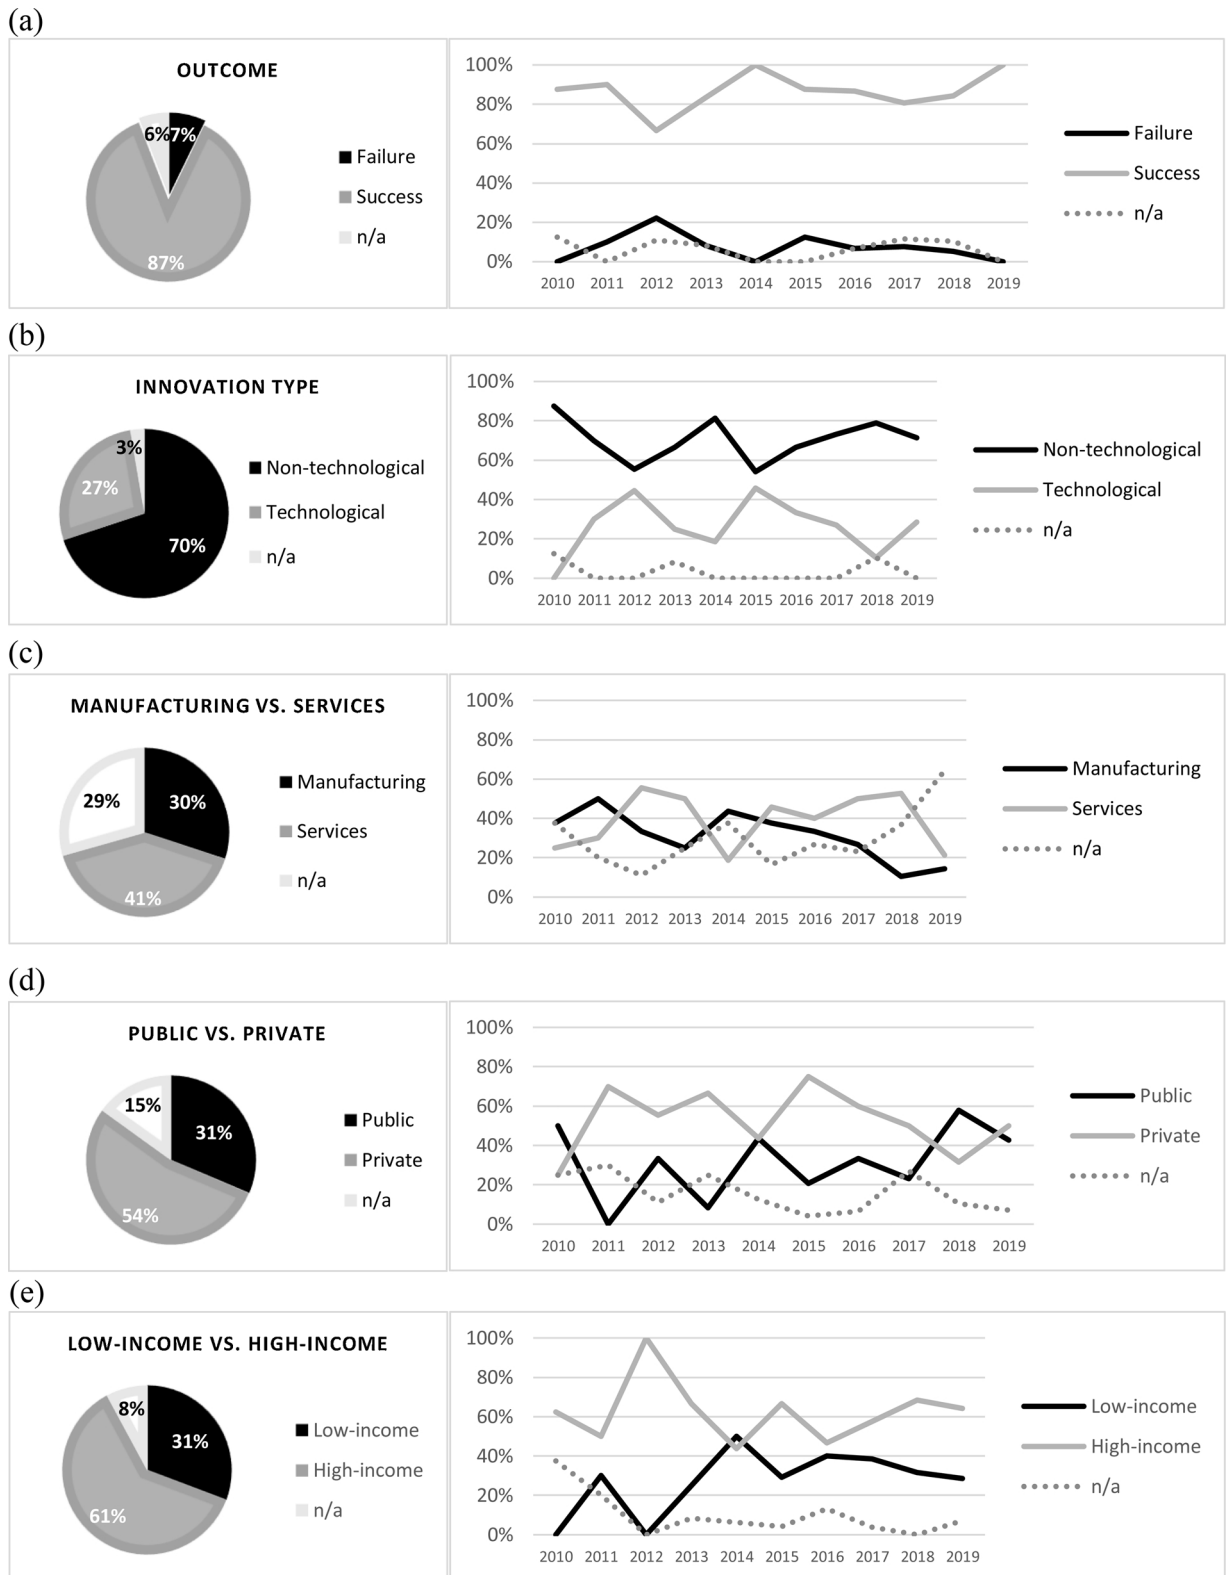 (a)
OUTCOME
6% 7%
87%
Failure
Success
n/a
100%
80%
60%
40%
20%
0%
2010 2011 2012 2013 2014 2015 2016 2017 2018 2019
Failure
Success
n/a
(b)
INNOVATION TYPE
3%
27%
70%
Non-technological
Technological
n/a
100%
80%
60%
40%
20%
0%
2010 2011 2012 2013 2014 2015 2016 2017 2018 2019
Non-technological
Technological
n/a
(c)
MANUFACTURING VS. SERVICES
29% 30%
41%
Manufacturing
Services
n/a
100%
80%
60%
40%
20%
0%
2010 2011 2012 2013 2014 2015 2016 2017 2018 2019
Manufacturing
Services
n/a
(d)
PUBLIC VS. PRIVATE
15%
31%
54%
Public
Private
n/a
100%
80%
60%
40%
20%
0%
2010 2011 2012 2013 2014 2015 2016 2017 2018 2019
Public
Private
n/a
(e)
LOW-INCOME VS. HIGH-INCOME
8%
31%
61%
Low-income
High-income
n/a
100%
80%
60%
40%
20%
0%
2010 2011 2012 2013 2014 2015 2016 2017 2018 2019
Low-income
High-income
n/a